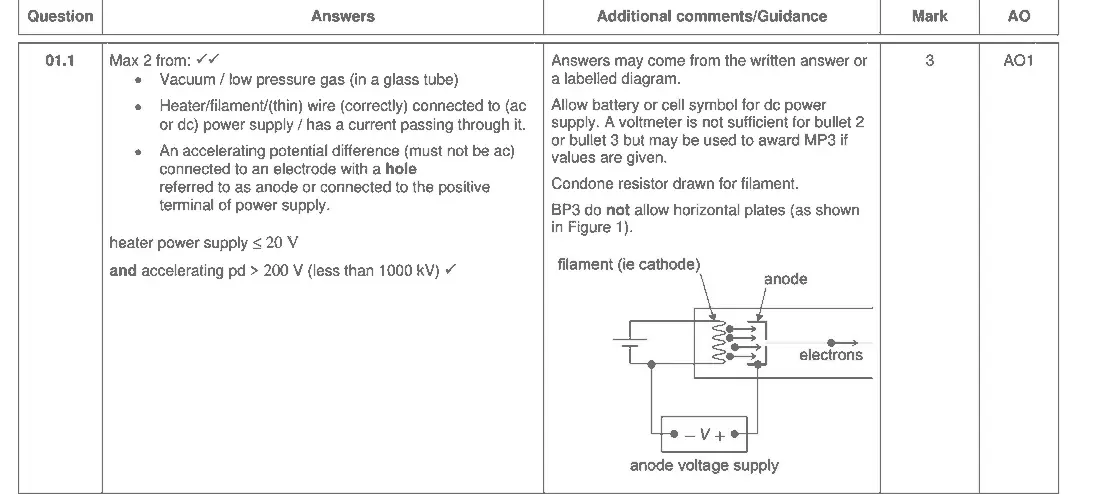 Question Answers Additional comments/Guidance Mark AO
01.1
Max 2 from: ✓✓
• Vacuum / low pressure gas (in a glass tube)
• Heater/filament/(thin) wire (correctly) connected to (ac
or dc) power supply / has a current passing through it.
• An accelerating potential difference (must not be ac)
connected to an electrode with a hole
referred to as anode or connected to the positive
terminal of power supply.
heater power supply ≤ 20 V
and accelerating pd > 200 V (less than 1000 kV) ✓
Answers may come from the written answer or
a labelled diagram.
Allow battery or cell symbol for dc power
supply. A voltmeter is not sufficient for bullet 2
or bullet 3 but may be used to award MP3 if
values are given.
Condone resistor drawn for filament.
BP3 do not allow horizontal plates (as shown
in Figure 1).
filament (ie cathode)
anode
electrons
– V +
anode voltage supply
3
AO1